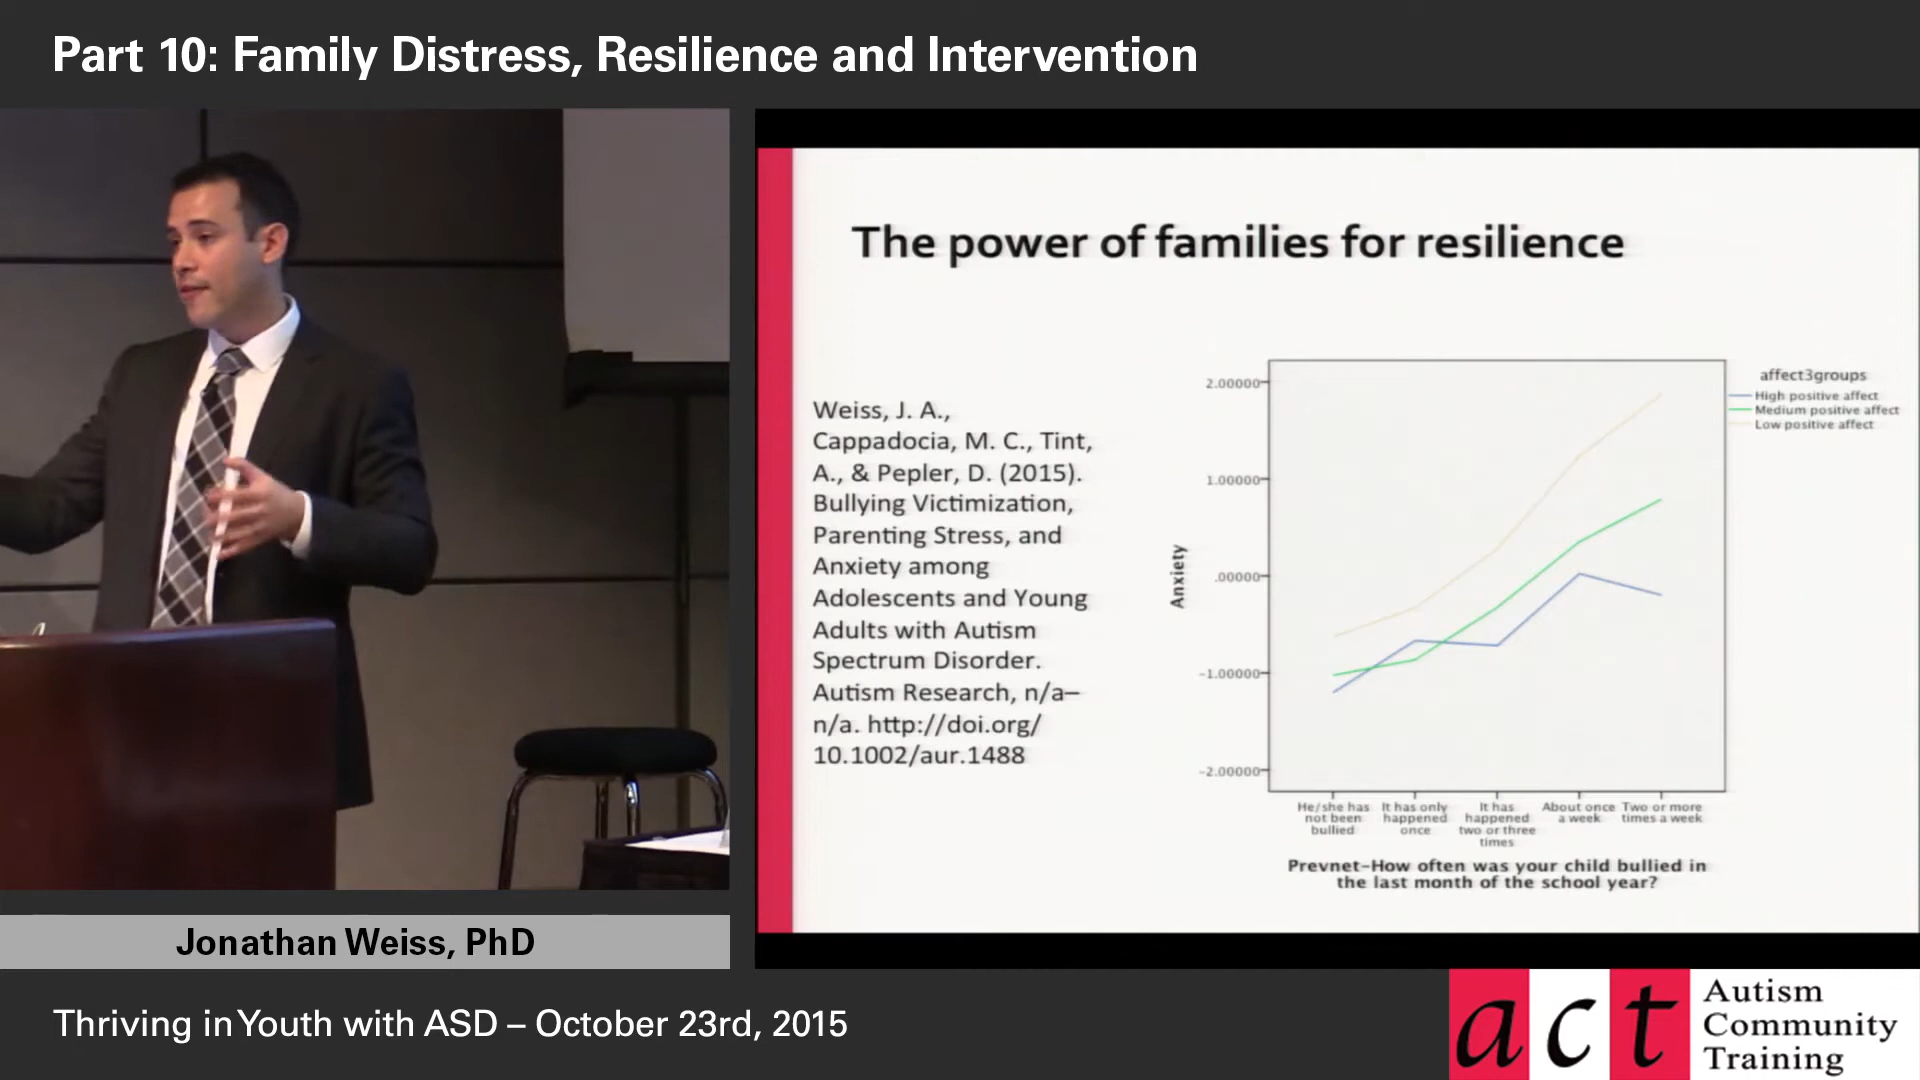 Part 10: Family Distress, Resilience and Intervention
The power of families for resilience
Weiss, J. A.,
Cappadocia, M. C., Tint,
A., & Pepler, D. (2015).
Bullying Victimization,
Parenting Stress, and
Anxiety among
Adolescents and Young
Adults with Autism
Spectrum Disorder.
Autism Research, n/a–
n/a. http://doi.org/
10.1002/aur.1488
affect3groups
High positive affect
Medium positive affect
Low positive affect
Anxiety
2.00000
1.00000
.00000
-1.00000
-2.00000
He/she has
not been
bullied
It has only
happened
once
It has
happened
two or three
times
About once
a week
Two or more
times a week
Prevnet-How often was your child bullied in
the last month of the school year?
Jonathan Weiss, PhD
Thriving in Youth with ASD – October 23rd, 2015
act
Autism
Community
Training